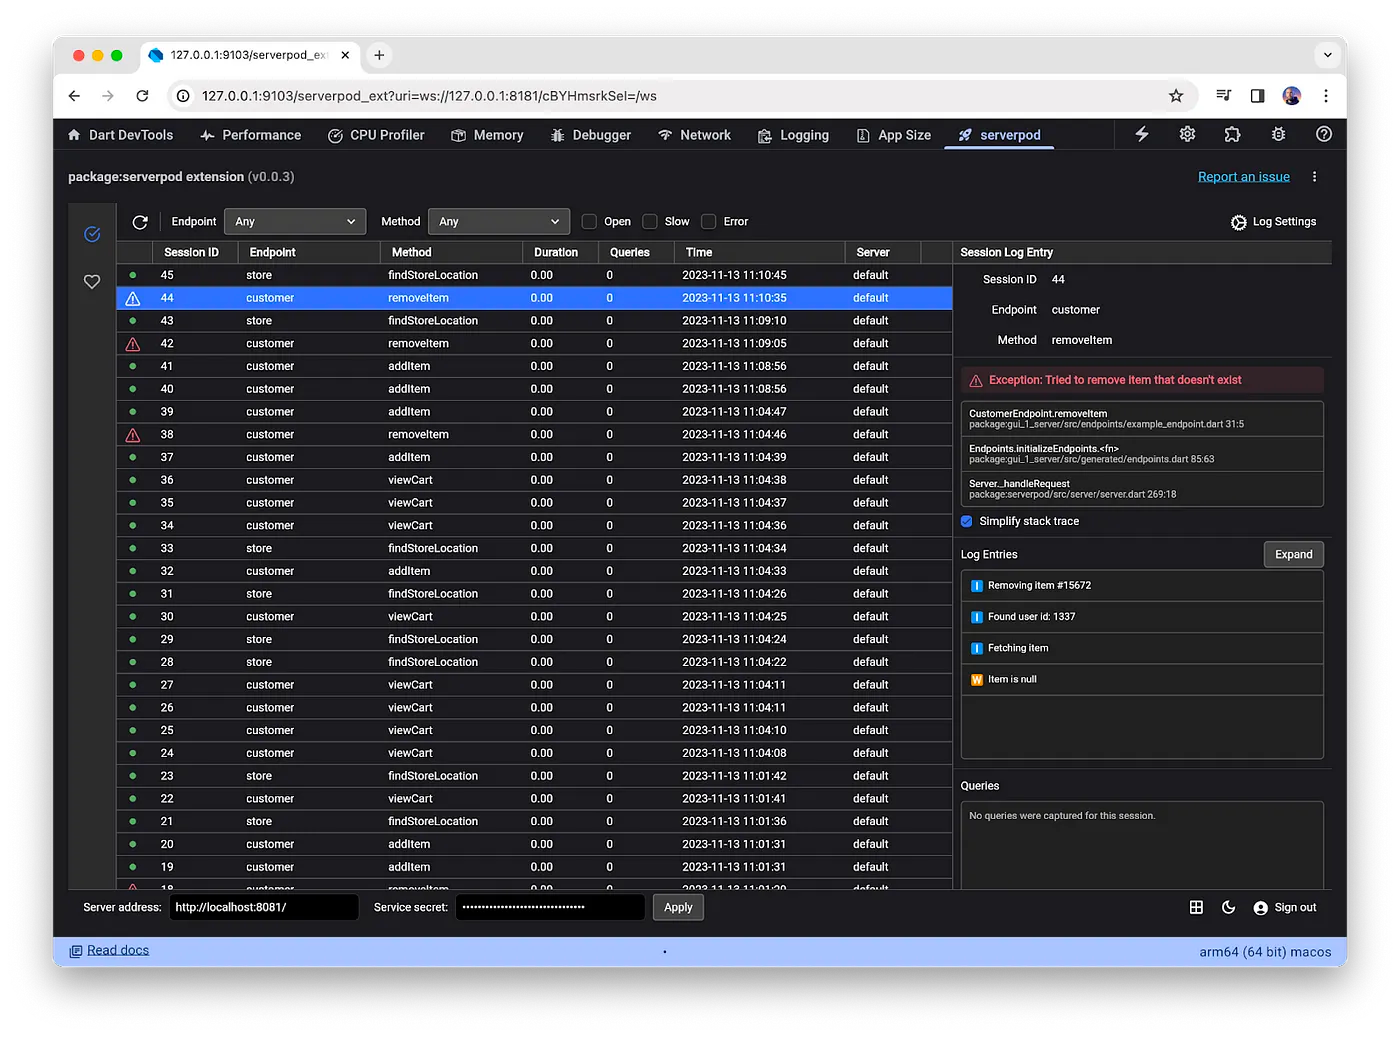 127.0.0.1:9103/serverpod_ex
127.0.0.1:9103/serverpod_ext?uri=ws://127.0.0.1:8181/cBYHmsrkSel=/ws
Dart DevTools Performance CPU Profiler Memory Debugger Network Logging App Size serverpod
package:serverpod extension (v0.0.3) Report an issue
Endpoint Any Method Any Open Slow Error Log Settings
Session ID Endpoint Method Duration Queries Time Server
45 store findStoreLocation 0.00 0 2023-11-13 11:10:45 default
44 customer removeItem 0.00 0 2023-11-13 11:10:35 default
43 store findStoreLocation 0.00 0 2023-11-13 11:09:10 default
42 customer removeItem 0.00 0 2023-11-13 11:09:05 default
41 customer addItem 0.00 0 2023-11-13 11:08:56 default
40 customer addItem 0.00 0 2023-11-13 11:08:56 default
39 customer addItem 0.00 0 2023-11-13 11:04:47 default
38 customer removeItem 0.00 0 2023-11-13 11:04:46 default
37 customer addItem 0.00 0 2023-11-13 11:04:39 default
36 customer viewCart 0.00 0 2023-11-13 11:04:38 default
35 customer viewCart 0.00 0 2023-11-13 11:04:37 default
34 customer viewCart 0.00 0 2023-11-13 11:04:36 default
33 store findStoreLocation 0.00 0 2023-11-13 11:04:34 default
32 customer addItem 0.00 0 2023-11-13 11:04:33 default
31 store findStoreLocation 0.00 0 2023-11-13 11:04:26 default
30 customer viewCart 0.00 0 2023-11-13 11:04:25 default
29 store findStoreLocation 0.00 0 2023-11-13 11:04:24 default
28 store findStoreLocation 0.00 0 2023-11-13 11:04:22 default
27 customer viewCart 0.00 0 2023-11-13 11:04:11 default
26 customer viewCart 0.00 0 2023-11-13 11:04:11 default
25 customer viewCart 0.00 0 2023-11-13 11:04:10 default
24 customer viewCart 0.00 0 2023-11-13 11:04:08 default
23 store findStoreLocation 0.00 0 2023-11-13 11:01:42 default
22 customer viewCart 0.00 0 2023-11-13 11:01:41 default
21 store findStoreLocation 0.00 0 2023-11-13 11:01:36 default
20 customer addItem 0.00 0 2023-11-13 11:01:31 default
19 customer addItem 0.00 0 2023-11-13 11:01:31 default
18 customer removeItem 0.00 0 2023-11-13 11:01:29 default
Session Log Entry
Session ID 44
Endpoint customer
Method removeItem
Exception: Tried to remove item that doesn't exist
CustomerEndpoint.removeItem
package:gui_1_server/src/endpoints/example_endpoint.dart 31:5
Endpoints.initializeEndpoints.<fn>
package:gui_1_server/src/generated/endpoints.dart 85:63
Server._handleRequest
package:serverpod/src/server/server.dart 269:18
Simplify stack trace
Log Entries Expand
I Removing item #15672
I Found user id: 1337
I Fetching item
W Item is null
Queries
No queries were captured for this session.
Server address: http://localhost:8081/ Service secret: •••••••••••••••••••••••••••••••• Apply Sign out
Read docs • arm64 (64 bit) macos